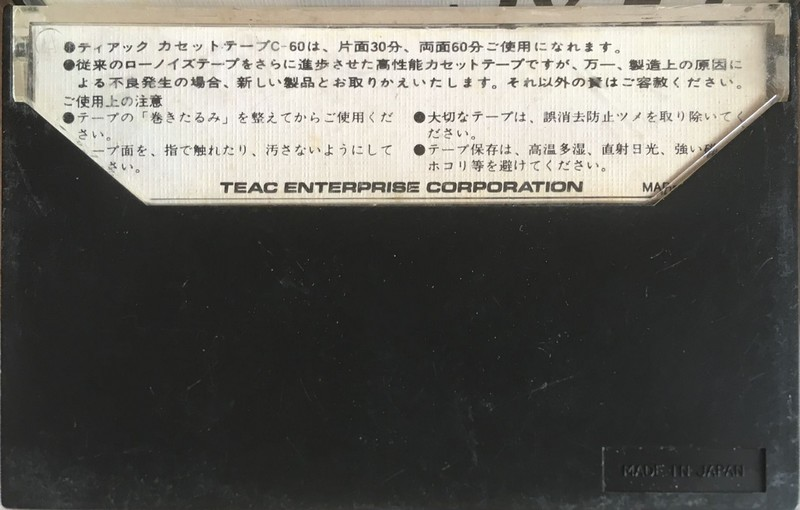 ●ティアック カセットテープC-60は、片面30分、両面60分ご使用になれます。
●従来のローノイズテープをさらに進歩させた高性能カセットテープですが、万一、製造上の原因に
よる不良発生の場合、新しい製品とお取りかえいたします。それ以外の責はご容赦ください。
ご使用上の注意
●テープの「巻きたるみ」を整えてからご使用くだ
さい。
ープ面を、指で触れたり、汚さないようにして
さい。
●大切なテープは、誤消去防止ツメを取り除いてく
ださい。
●テープ保存は、高温多湿、直射日光、強い
ホコリ等を避けてください。
TEAC ENTERPRISE CORPORATION
MADE IN JAPAN